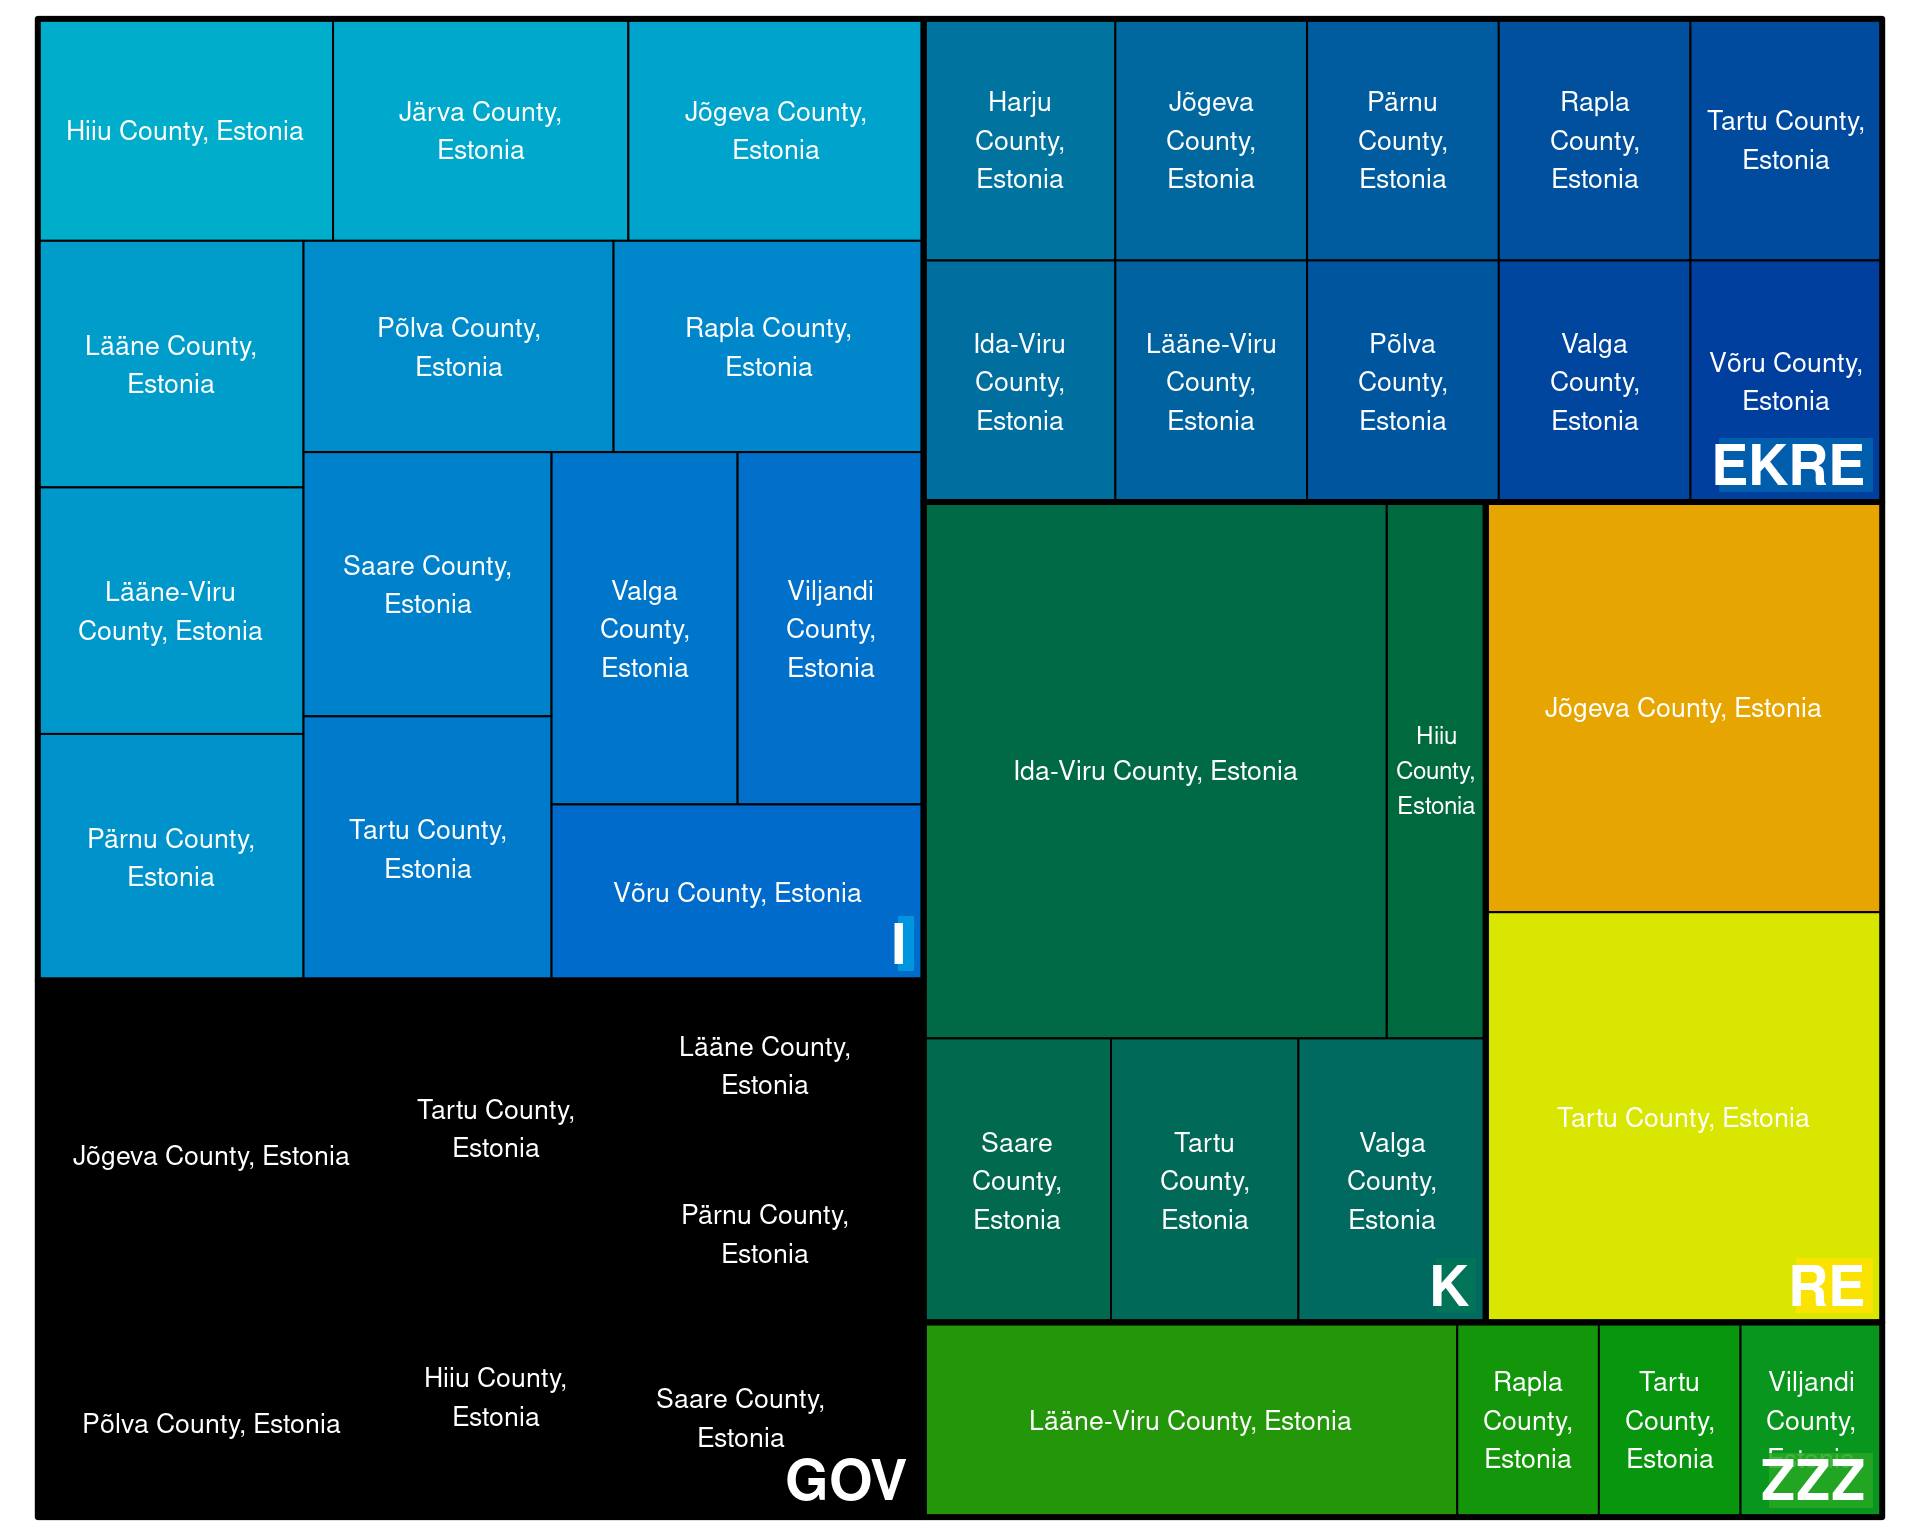 Hiiu County, Estonia
Järva County,
Estonia
Jõgeva County,
Estonia
Lääne County,
Estonia
Põlva County,
Estonia
Rapla County,
Estonia
Lääne-Viru
County, Estonia
Saare County,
Estonia
Valga
County,
Estonia
Viljandi
County,
Estonia
Pärnu County,
Estonia
Tartu County,
Estonia
Võru County, Estonia
I
Harju
County,
Estonia
Jõgeva
County,
Estonia
Pärnu
County,
Estonia
Rapla
County,
Estonia
Tartu County,
Estonia
Ida-Viru
County,
Estonia
Lääne-Viru
County,
Estonia
Põlva
County,
Estonia
Valga
County,
Estonia
Võru County,
Estonia
EKRE
Ida-Viru County, Estonia
Hiiu
County,
Estonia
Saare
County,
Estonia
Tartu
County,
Estonia
Valga
County,
Estonia
K
Jõgeva County, Estonia
Tartu County, Estonia
RE
Jõgeva County, Estonia
Tartu County,
Estonia
Lääne County,
Estonia
Pärnu County,
Estonia
Põlva County, Estonia
Hiiu County,
Estonia
Saare County,
Estonia
GOV
Lääne-Viru County, Estonia
Rapla
County,
Estonia
Tartu
County,
Estonia
Viljandi
County,
Estonia
ZZZ